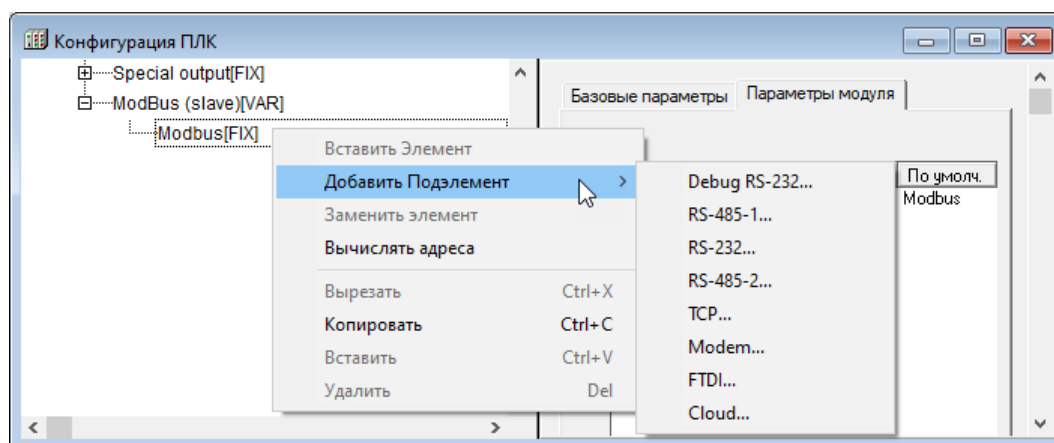 Конфигурация ПЛК
Special output[FIX]
ModBus (slave)[VAR]
Modbus[FIX]
Базовые параметры Параметры модуля
По умолч.
Modbus
Вставить Элемент
Добавить Подэлемент
Заменить элемент
Вычислять адреса
Вырезать Ctrl+X
Копировать Ctrl+C
Вставить Ctrl+V
Удалить Del
Debug RS-232...
RS-485-1...
RS-232...
RS-485-2...
TCP...
Modem...
FTDI...
Cloud...